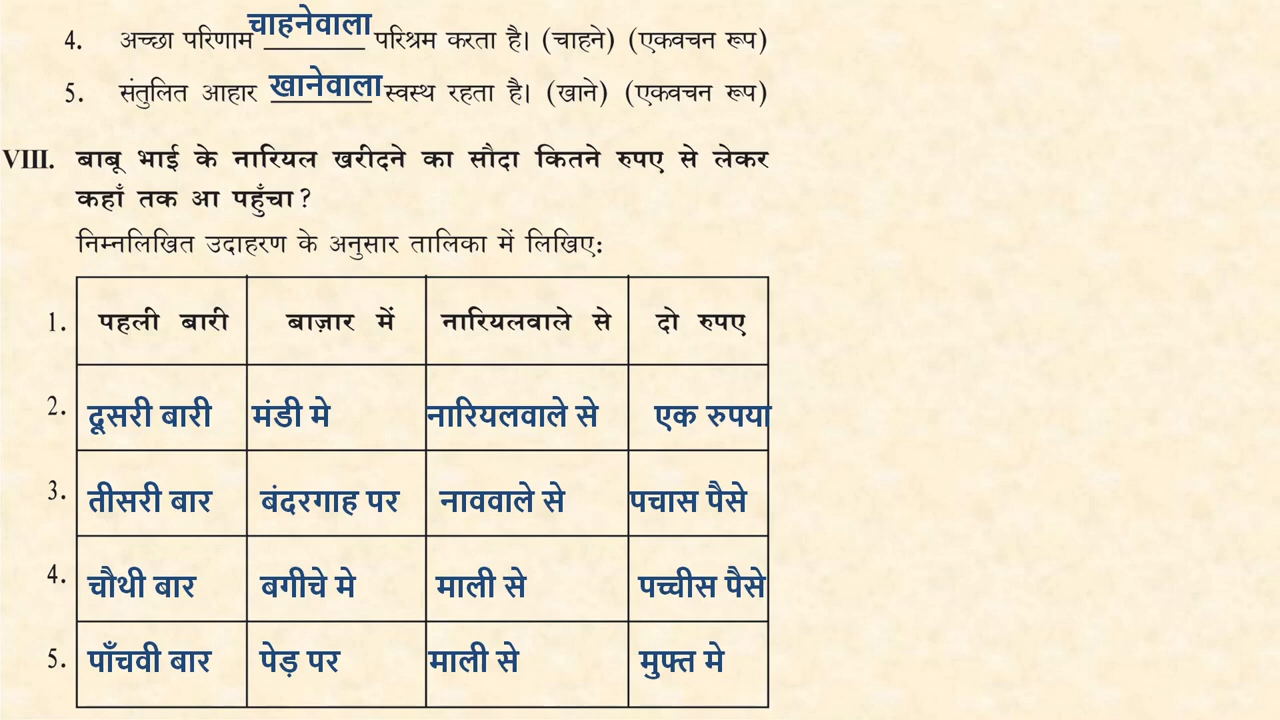 4. अच्छा परिणाम चाहनेवाला परिश्रम करता है। (चाहने) (एकवचन रूप)
5. संतुलित आहार खानेवाला स्वस्थ रहता है। (खाने) (एकवचन रूप)
VIII. बाबू भाई के नारियल खरीदने का सौदा कितने रुपए से लेकर
कहाँ तक आ पहुँचा?
निम्नलिखित उदाहरण के अनुसार तालिका में लिखिए:
1. पहली बारी बाज़ार में नारियलवाले से दो रुपए
2. दूसरी बारी मंडी मे नारियलवाले से एक रुपया
3. तीसरी बार बंदरगाह पर नाववाले से पचास पैसे
4. चौथी बार बगीचे मे माली से पच्चीस पैसे
5. पाँचवी बार पेड़ पर माली से मुफ्त मे